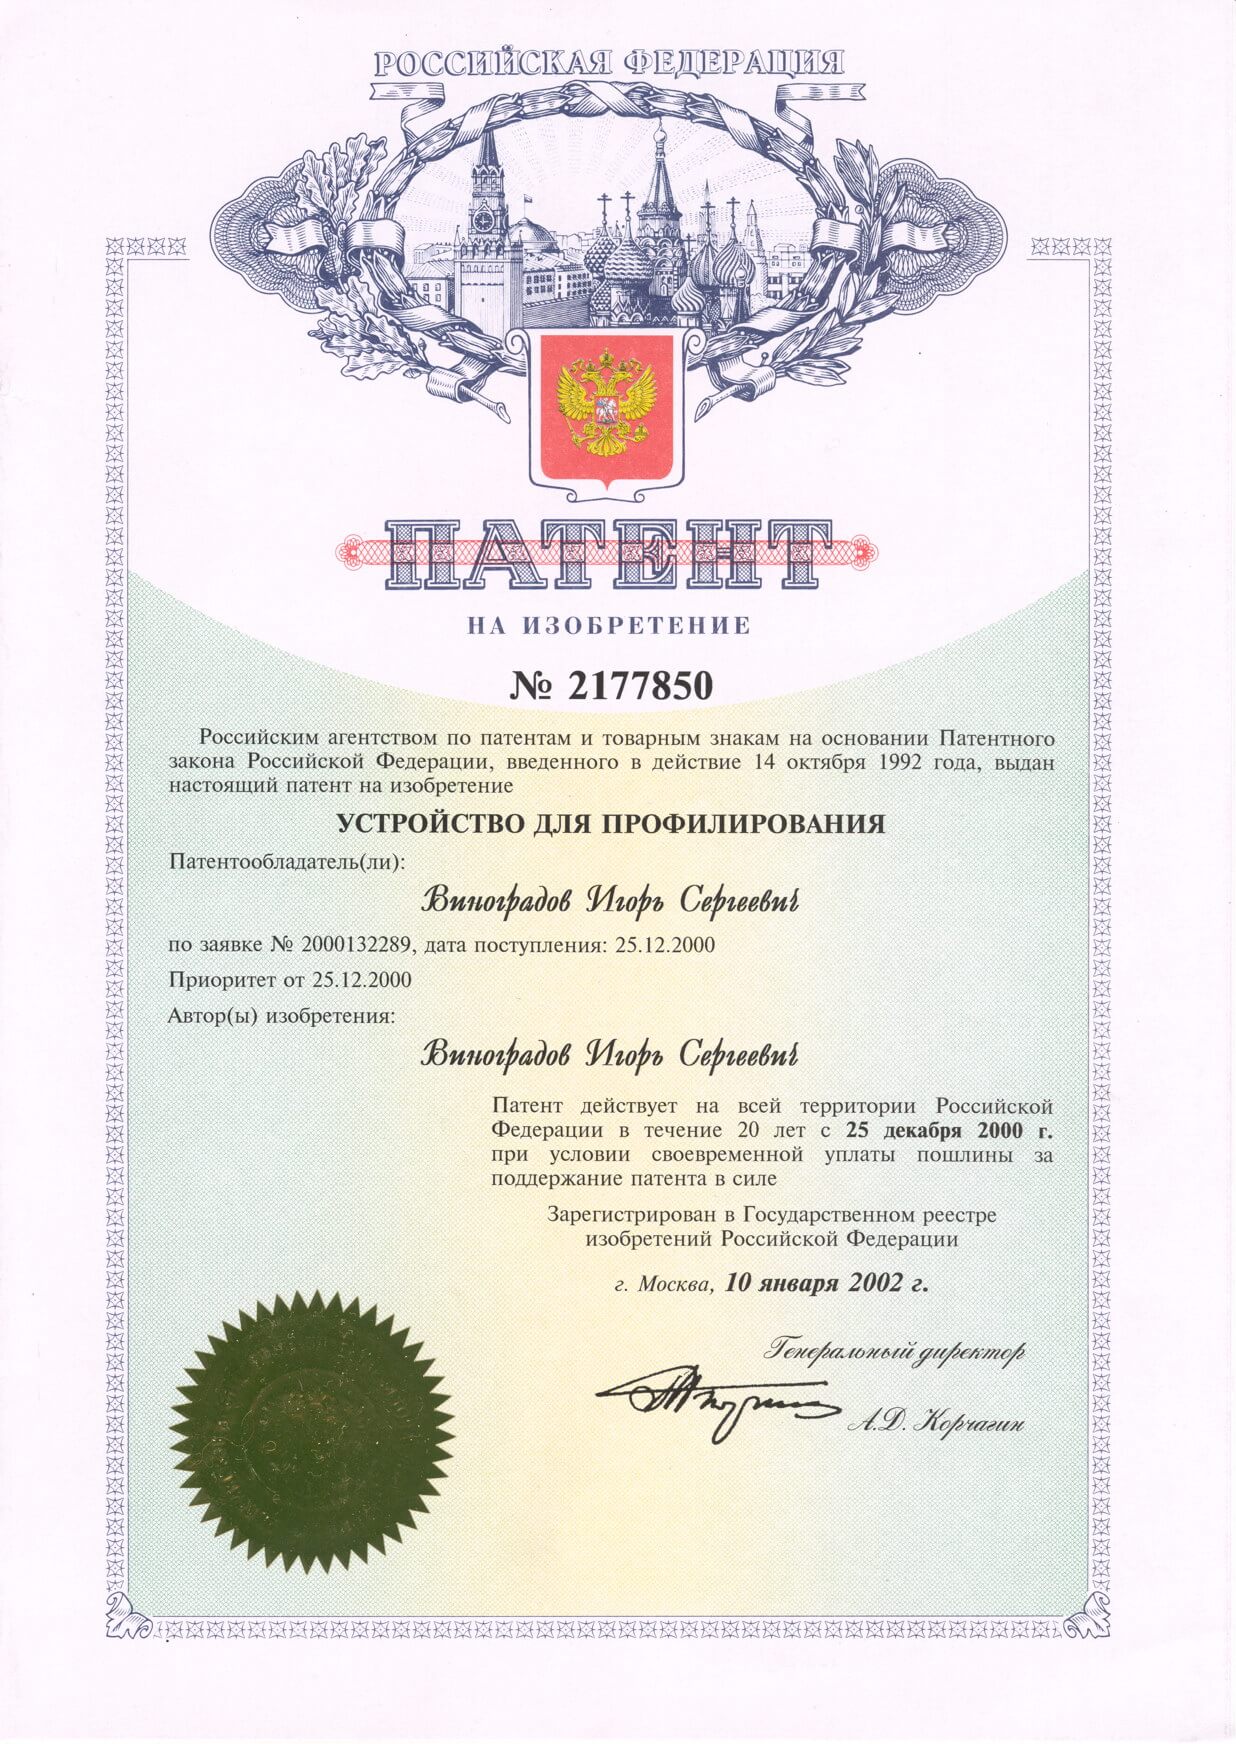 РОССИЙСКАЯ ФЕДЕРАЦИЯ
ПАТЕНТ
НА ИЗОБРЕТЕНИЕ
№ 2177850
Российским агентством по патентам и товарным знакам на основании Патентного
закона Российской Федерации, введенного в действие 14 октября 1992 года, выдан
настоящий патент на изобретение
УСТРОЙСТВО ДЛЯ ПРОФИЛИРОВАНИЯ
Патентообладатель(ли):
Виноградов Игорь Сергеевич
по заявке № 2000132289, дата поступления: 25.12.2000
Приоритет от 25.12.2000
Автор(ы) изобретения:
Виноградов Игорь Сергеевич
Патент действует на всей территории Российской
Федерации в течение 20 лет с 25 декабря 2000 г.
при условии своевременной уплаты пошлины за
поддержание патента в силе
Зарегистрирован в Государственном реестре
изобретений Российской Федерации
г. Москва, 10 января 2002 г.
Генеральный директор
А.Д. Корчагин